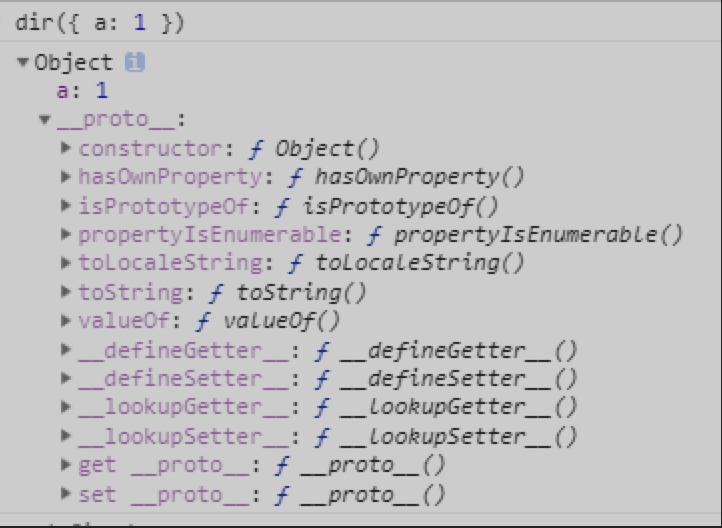 dir({ a: 1 })
▼Object i
a: 1
▼ __proto__:
▶ constructor: ƒ Object()
▶ hasOwnProperty: ƒ hasOwnProperty()
▶ isPrototypeOf: ƒ isPrototypeOf()
▶ propertyIsEnumerable: ƒ propertyIsEnumerable()
▶ toLocaleString: ƒ toLocaleString()
▶ toString: ƒ toString()
▶ valueOf: ƒ valueOf()
▶ __defineGetter__: ƒ __defineGetter__()
▶ __defineSetter__: ƒ __defineSetter__()
▶ __lookupGetter__: ƒ __lookupGetter__()
▶ __lookupSetter__: ƒ __lookupSetter__()
▶ get __proto__: ƒ __proto__()
▶ set __proto__: ƒ __proto__()